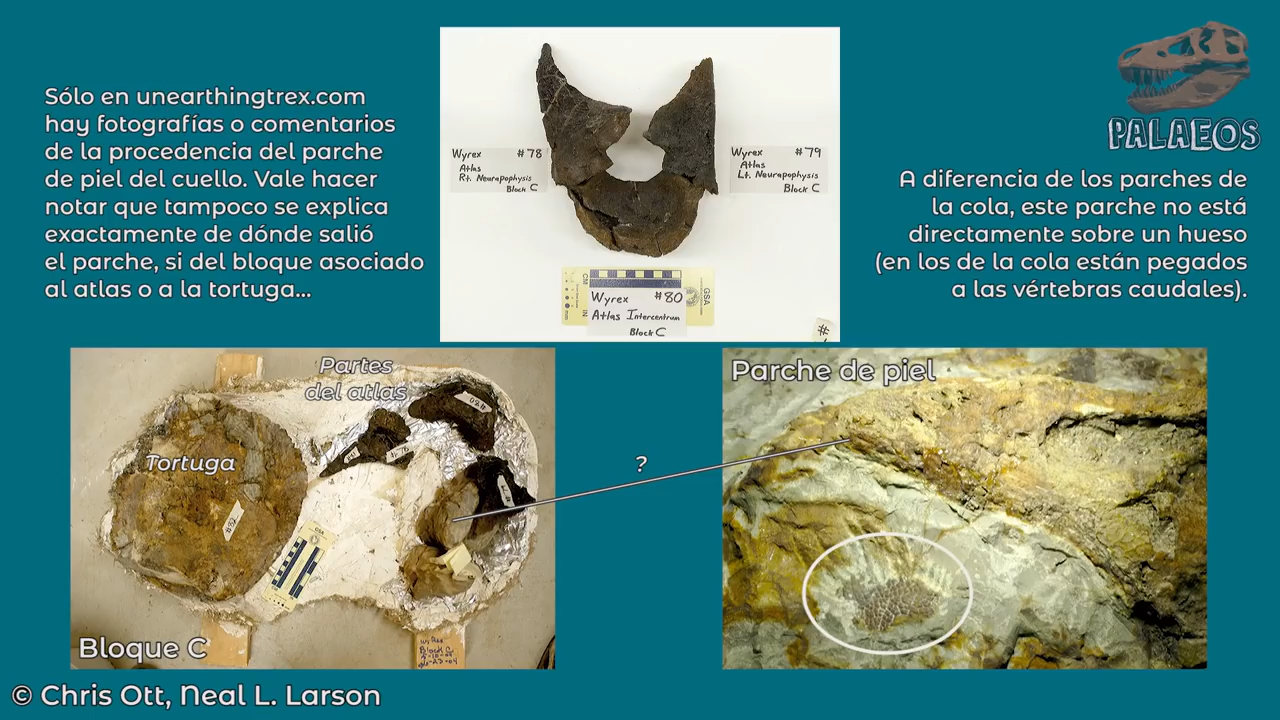 Sólo en unearthingtrex.com
hay fotografías o comentarios
de la procedencia del parche
de piel del cuello. Vale hacer
notar que tampoco se explica
exactamente de dónde salió
el parche, si del bloque asociado
al atlas o a la tortuga...
Wyrex #78
Atlas
Rt. Neurapophysis
Block C
Wyrex #79
Atlas
Lt. Neurapophysis
Block C
CM
IN
GSA
Wyrex #80
Atlas Intercentrum
Block C
PALAEOS
A diferencia de los parches de
la cola, este parche no está
directamente sobre un hueso
(en los de la cola están pegados
a las vértebras caudales).
Partes
del atlas
Tortuga
Bloque C
Block C
?
Parche de piel
© Chris Ott, Neal L. Larson